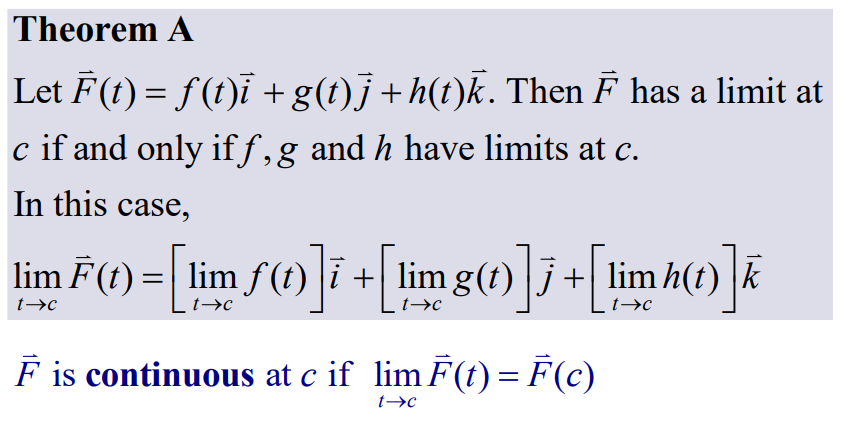 Theorem A
Let F⃗(t) = f(t)i⃗ + g(t)j⃗ + h(t)k⃗. Then F⃗ has a limit at
c if and only if f, g and h have limits at c.
In this case,
lim_{t→c} F⃗(t) = [lim_{t→c} f(t)] i⃗ + [lim_{t→c} g(t)] j⃗ + [lim_{t→c} h(t)] k⃗
F⃗ is continuous at c if lim_{t→c} F⃗(t) = F⃗(c)